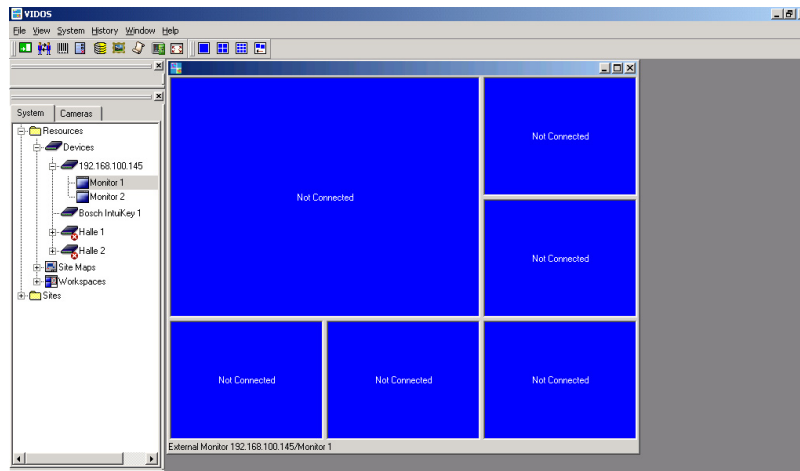 VIDOS
File View System History Window Help
System Cameras
Resources
Devices
192.168.100.145
Monitor 1
Monitor 2
Bosch IntuiKey 1
Halle 1
Halle 2
Site Maps
Workspaces
Sites
Not Connected
Not Connected
Not Connected
Not Connected
Not Connected
Not Connected
External Monitor 192.168.100.145/Monitor 1